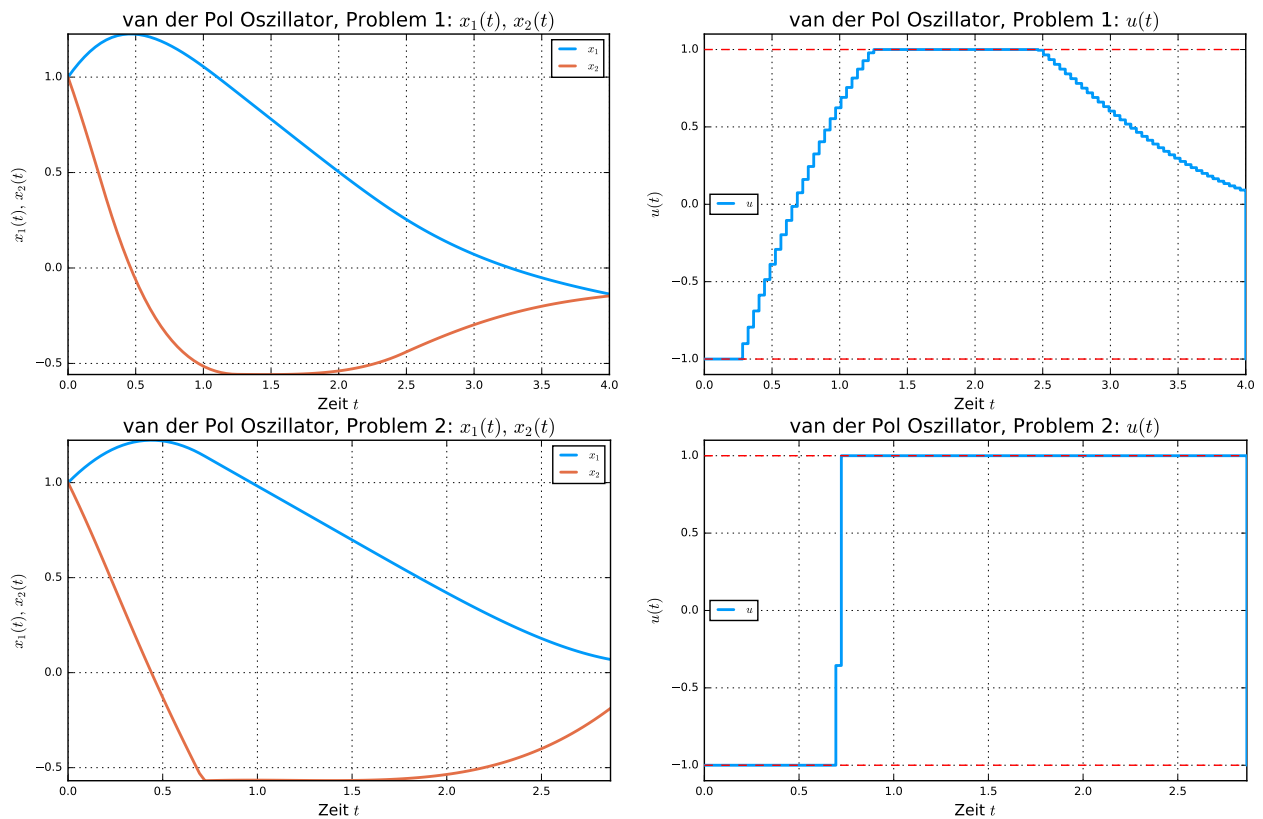 van der Pol Oszillator, Problem 1: x₁(t), x₂(t)
x₁
x₂
1.0
0.5
0.0
−0.5
x₁(t), x₂(t)
0.0 0.5 1.0 1.5 2.0 2.5 3.0 3.5 4.0
Zeit t
van der Pol Oszillator, Problem 1: u(t)
1.0
0.5
0.0
−0.5
−1.0
u(t)
u
0.0 0.5 1.0 1.5 2.0 2.5 3.0 3.5 4.0
Zeit t
van der Pol Oszillator, Problem 2: x₁(t), x₂(t)
x₁
x₂
1.0
0.5
0.0
−0.5
x₁(t), x₂(t)
0.0 0.5 1.0 1.5 2.0 2.5
Zeit t
van der Pol Oszillator, Problem 2: u(t)
1.0
0.5
0.0
−0.5
−1.0
u(t)
u
0.0 0.5 1.0 1.5 2.0 2.5
Zeit t